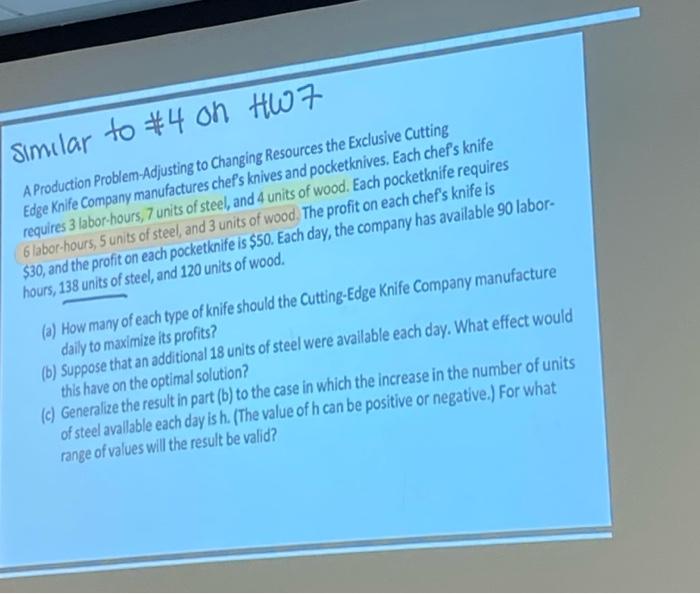 Similar to #4 on HW7
A Production Problem-Adjusting to Changing Resources the Exclusive Cutting
Edge Knife Company manufactures chef's knives and pocketknives. Each chef's knife
requires 3 labor-hours, 7 units of steel, and 4 units of wood. Each pocketknife requires
6 labor-hours, 5 units of steel, and 3 units of wood. The profit on each chef's knife is
$30, and the profit on each pocketknife is $50. Each day, the company has available 90 labor-
hours, 138 units of steel, and 120 units of wood.
(a) How many of each type of knife should the Cutting-Edge Knife Company manufacture
daily to maximize its profits?
(b) Suppose that an additional 18 units of steel were available each day. What effect would
this have on the optimal solution?
(c) Generalize the result in part (b) to the case in which the increase in the number of units
of steel available each day is h. (The value of h can be positive or negative.) For what
range of values will the result be valid?